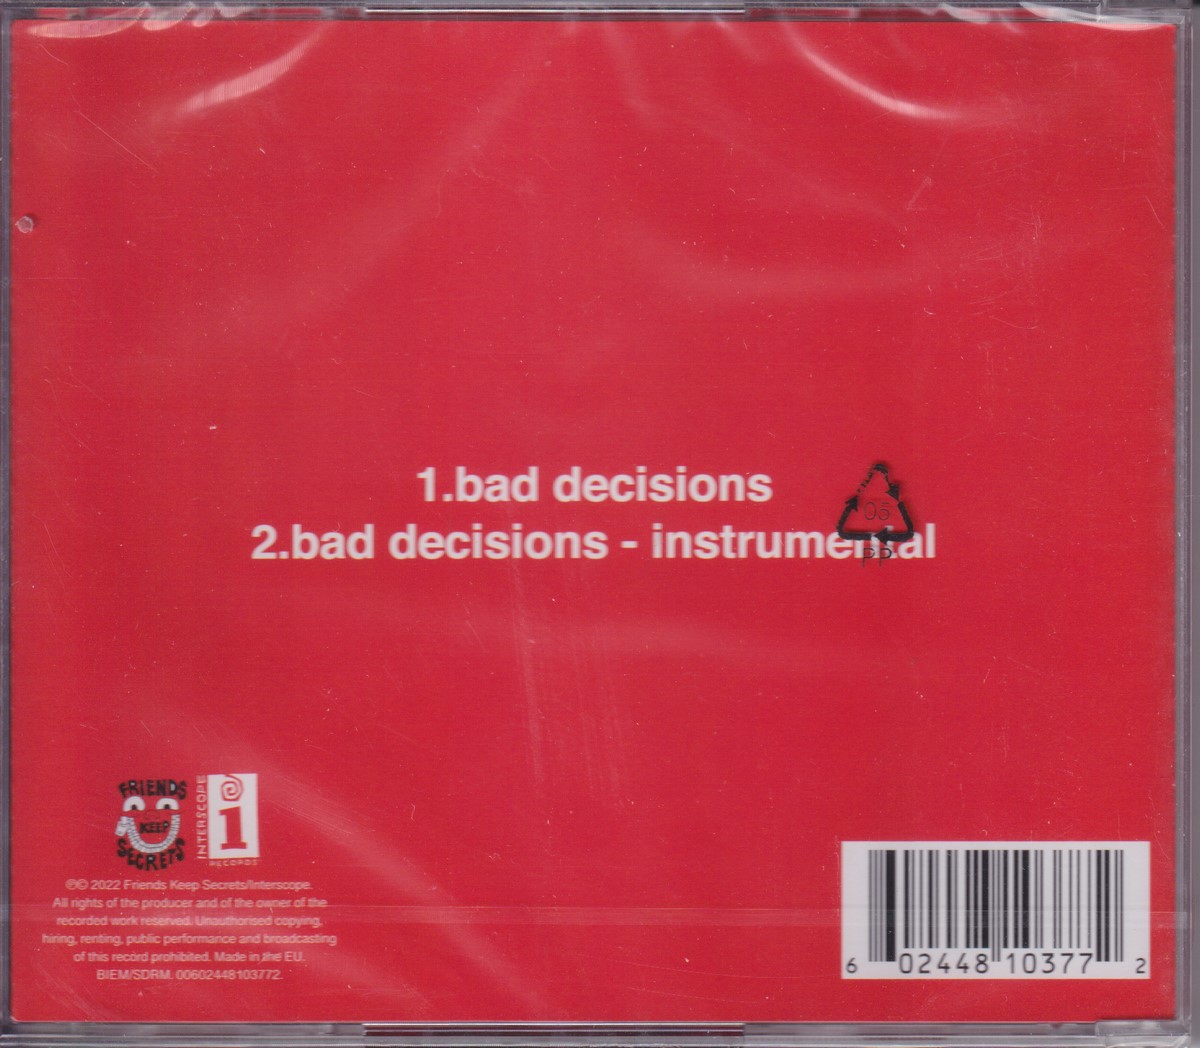 1.bad decisions
05
2.bad decisions - instrumental
PP
FRIENDS
KEEP
SECRETS
INTERSCOPE
i
RECORDS
℗© 2022 Friends Keep Secrets/Interscope.
All rights of the producer and of the owner of the
recorded work reserved. Unauthorised copying,
hiring, renting, public performance and broadcasting
of this record prohibited. Made in the EU.
BIEM/SDRM. 00602448103772.
6 02448 10377 2